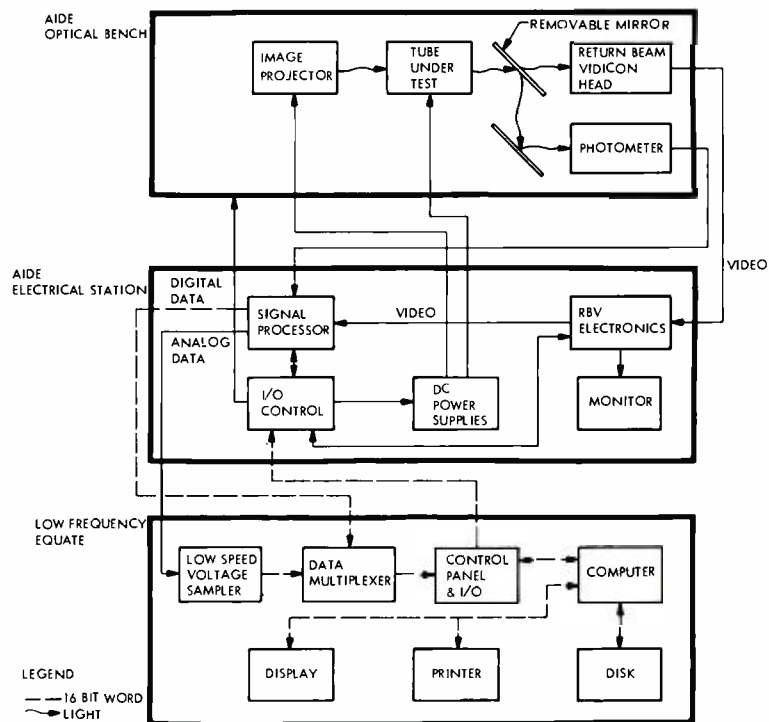 AIDE
OPTICAL BENCH
REMOVABLE MIRROR
IMAGE
PROJECTOR
TUBE
UNDER
TEST
RETURN BEAM
VIDICON
HEAD
PHOTOMETER
VIDEO
AIDE
ELECTRICAL STATION
DIGITAL
DATA
SIGNAL
PROCESSOR
ANALOG
DATA
VIDEO
RBV
ELECTRONICS
I/O
CONTROL
DC
POWER
SUPPLIES
MONITOR
LOW FREQUENCY
EQUATE
LOW SPEED
VOLTAGE
SAMPLER
DATA
MULTIPLEXER
CONTROL
PANEL
& I/O
COMPUTER
DISPLAY
PRINTER
DISK
LEGEND
16 BIT WORD
LIGHT